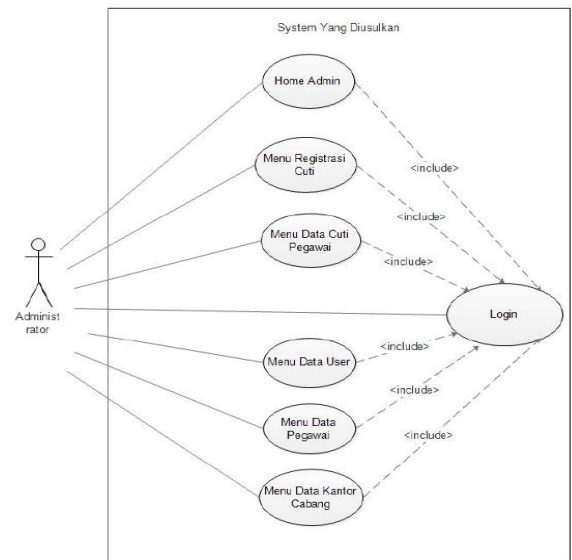 System Yang Diusulkan
Home Admin
<include>
Menu Registrasi
Cuti
<include>
Menu Data Cuti
Pegawai
<include>
Administ
rator
Login
Menu Data User
<include>
Menu Data
Pegawai
<include>
Menu Data Kantor
Cabang
<include>